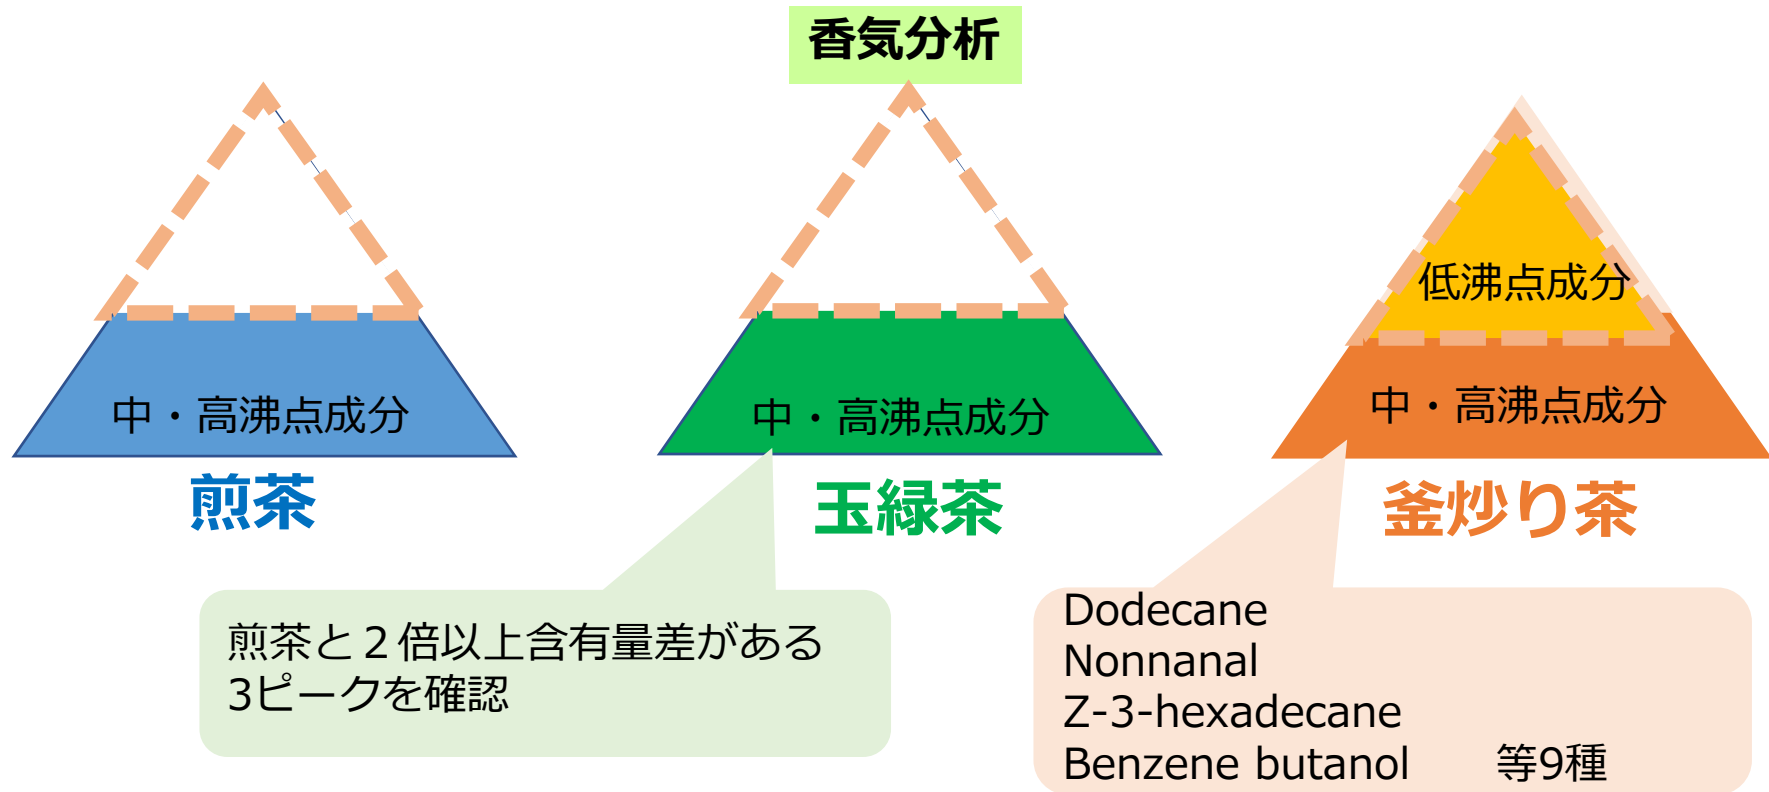 香気分析
低沸点成分
中・高沸点成分
中・高沸点成分
中・高沸点成分
煎茶
玉緑茶
釜炒り茶
煎茶と２倍以上含有量差がある
3ピークを確認
Dodecane
Nonnanal
Z-3-hexadecane
Benzene butanol 等9種